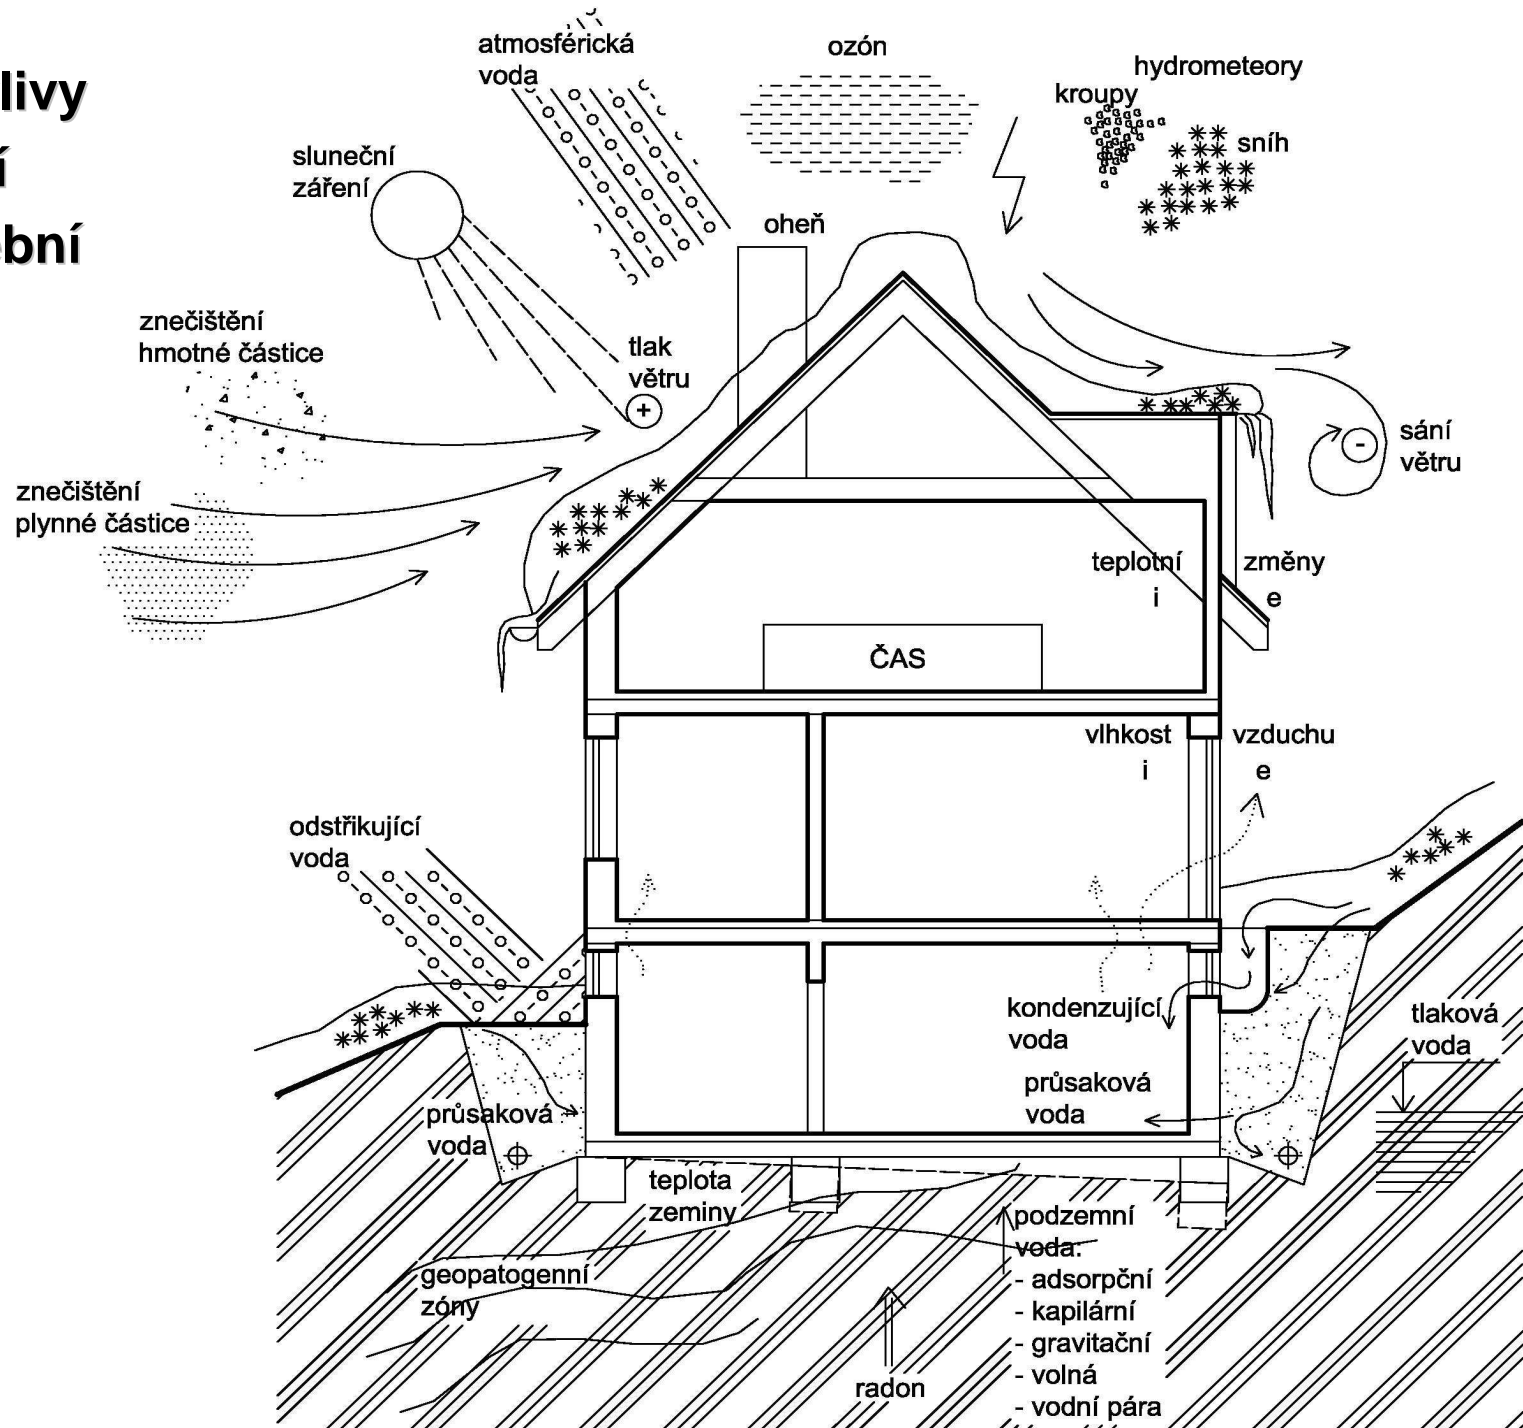 livy
í
ební
atmosférická
voda
ozón
hydrometeory
kroupy
sníh
sluneční
záření
oheň
znečištění
hmotné částice
tlak
větru
+
-
sání
větru
znečištění
plynné částice
teplotní změny
i e
ČAS
vlhkost vzduchu
i e
odstřikující
voda
kondenzující
voda
tlaková
voda
průsaková
voda
průsaková
voda
teplota
zeminy
podzemní
voda:
- adsorpční
- kapilární
- gravitační
- volná
- vodní pára
geopatogenní
zóny
radon